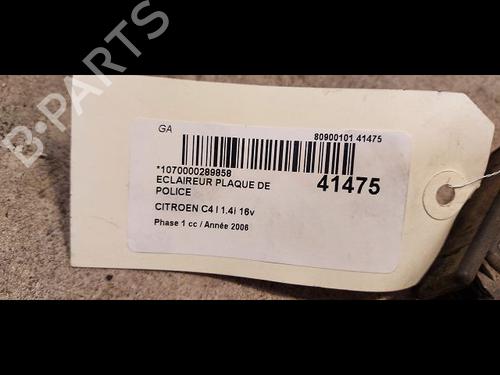 B-PARTS
GA
80900101 41475
*1070000289858
ECLAIREUR PLAQUE DE
POLICE
41475
CITROEN C4 I 1.4i 16v
Phase 1 cc / Année 2006